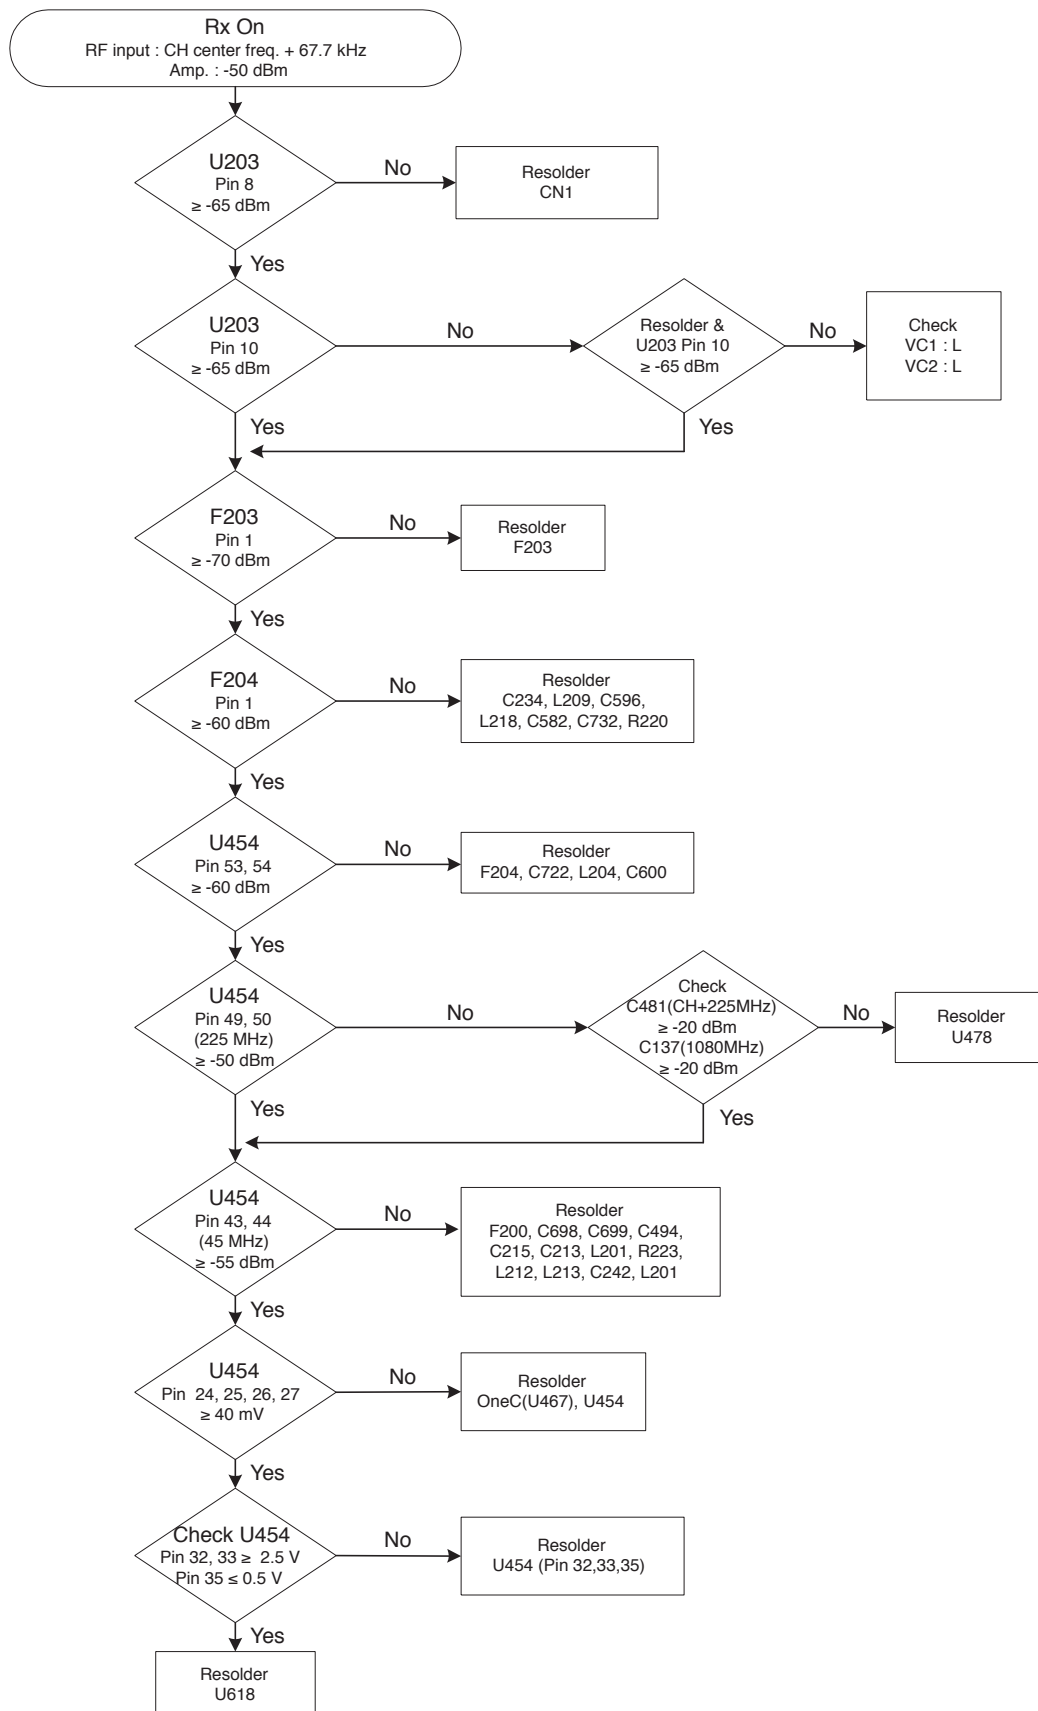 Rx On
RF input : CH center freq. + 67.7 kHz
Amp. : -50 dBm
U203
Pin 8
≥ -65 dBm
No
Resolder
CN1
Yes
U203
Pin 10
≥ -65 dBm
No
Resolder &
U203 Pin 10
≥ -65 dBm
No
Check
VC1 : L
VC2 : L
Yes
Yes
F203
Pin 1
≥ -70 dBm
No
Resolder
F203
Yes
F204
Pin 1
≥ -60 dBm
No
Resolder
C234, L209, C596,
L218, C582, C732, R220
Yes
U454
Pin 53, 54
≥ -60 dBm
No
Resolder
F204, C722, L204, C600
Yes
U454
Pin 49, 50
(225 MHz)
≥ -50 dBm
No
Check
C481(CH+225MHz)
≥ -20 dBm
C137(1080MHz)
≥ -20 dBm
No
Resolder
U478
Yes
Yes
U454
Pin 43, 44
(45 MHz)
≥ -55 dBm
No
Resolder
F200, C698, C699, C494,
C215, C213, L201, R223,
L212, L213, C242, L201
Yes
U454
Pin 24, 25, 26, 27
≥ 40 mV
No
Resolder
OneC(U467), U454
Yes
Check U454
Pin 32, 33 ≥ 2.5 V
Pin 35 ≤ 0.5 V
No
Resolder
U454 (Pin 32,33,35)
Yes
Resolder
U618